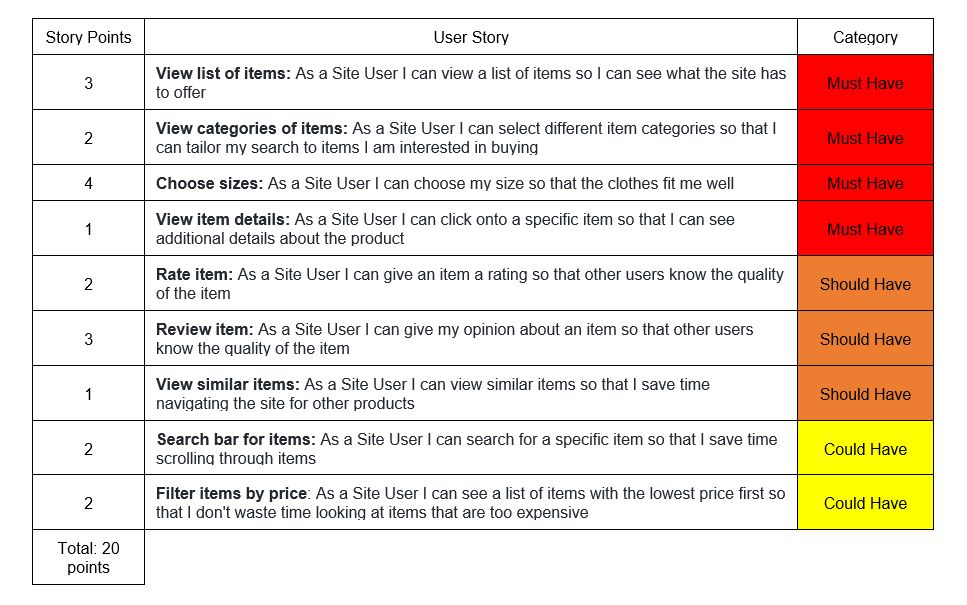 Story Points User Story Category
3 View list of items: As a Site User I can view a list of items so I can see what the site has
to offer Must Have
2 View categories of items: As a Site User I can select different item categories so that I
can tailor my search to items I am interested in buying Must Have
4 Choose sizes: As a Site User I can choose my size so that the clothes fit me well Must Have
1 View item details: As a Site User I can click onto a specific item so that I can see
additional details about the product Must Have
2 Rate item: As a Site User I can give an item a rating so that other users know the quality
of the item Should Have
3 Review item: As a Site User I can give my opinion about an item so that other users
know the quality of the item Should Have
1 View similar items: As a Site User I can view similar items so that I save time
navigating the site for other products Should Have
2 Search bar for items: As a Site User I can search for a specific item so that I save time
scrolling through items Could Have
2 Filter items by price: As a Site User I can see a list of items with the lowest price first so
that I don't waste time looking at items that are too expensive Could Have
Total: 20
points